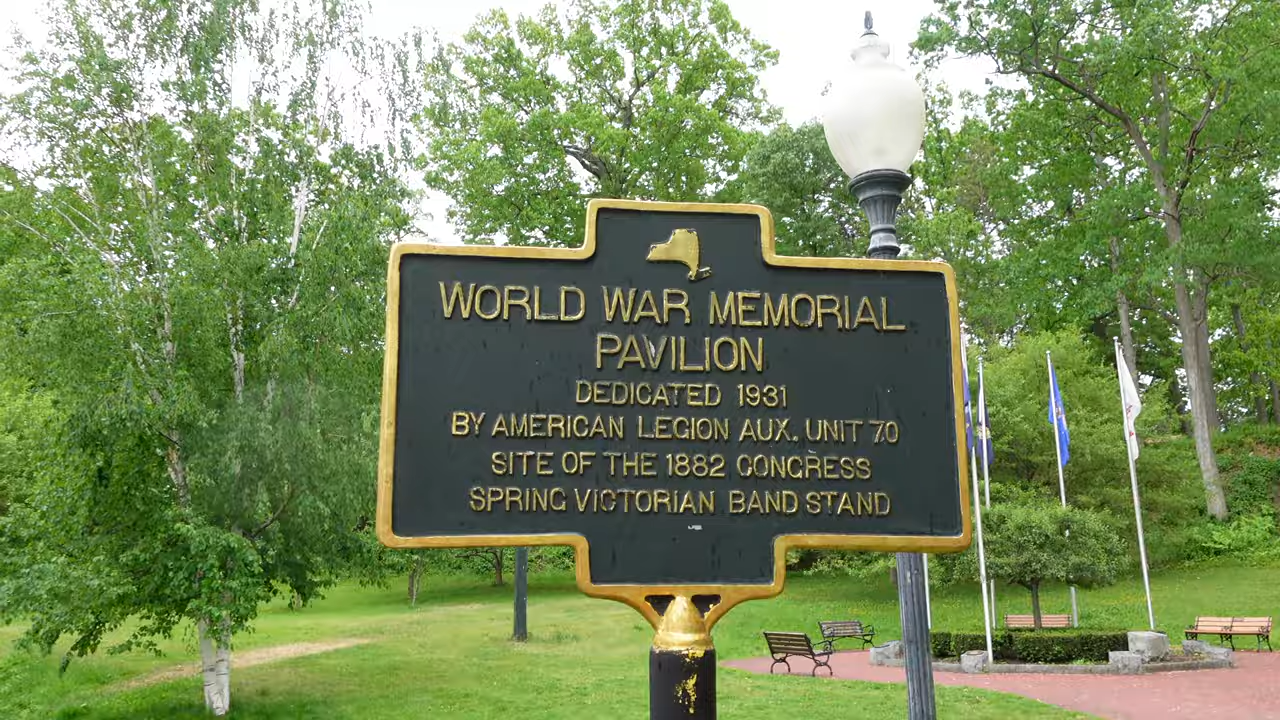 WORLD WAR MEMORIAL
PAVILION
DEDICATED 1931
BY AMERICAN LEGION AUX. UNIT 70
SITE OF THE 1882 CONGRESS
SPRING VICTORIAN BAND STAND